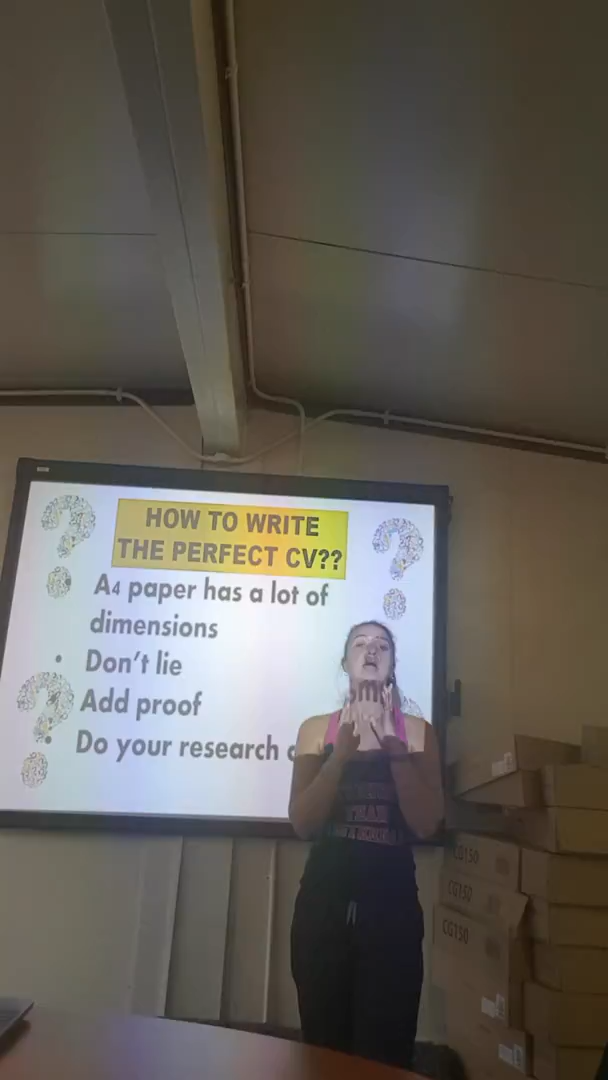 HOW TO WRITE
THE PERFECT CV??
A4 paper has a lot of
dimensions
• Don't lie
Add proof
• Do your research
THAN
CG150
CG150
CG150